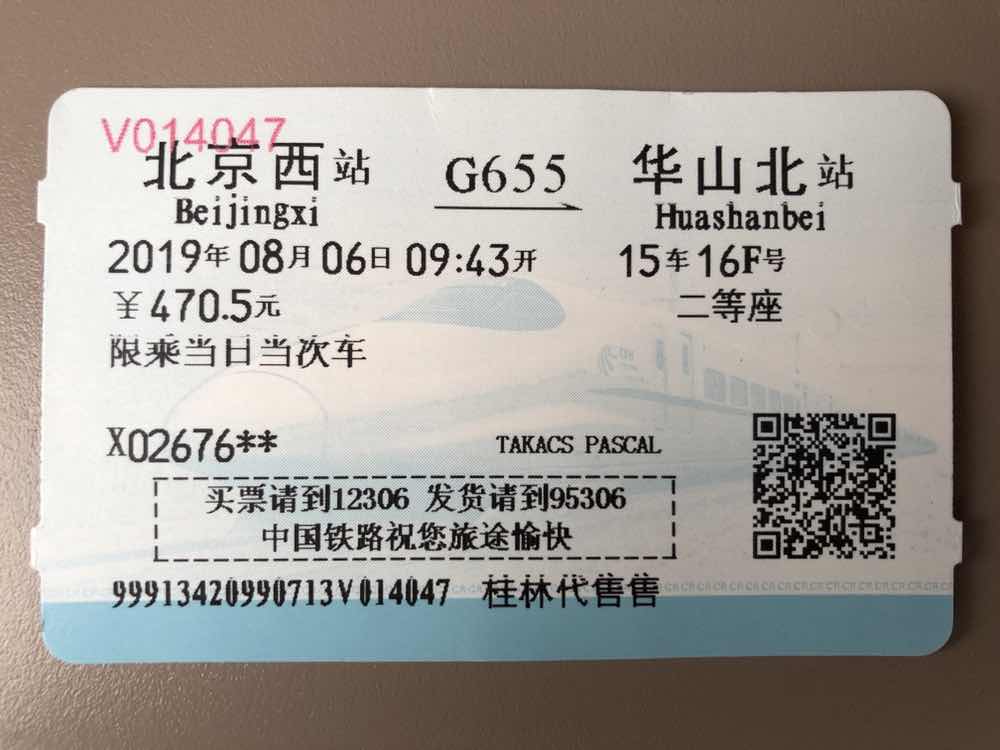 V014047
北京西站 G655 华山北站
Beijingxi Huashanbei
2019年08月06日 09:43开 15车16F号
￥470.5元 二等座
限乘当日当次车
X02676** TAKACS PASCAL
买票请到12306 发货请到95306
中国铁路祝您旅途愉快
99913420990713V014047 桂林代售售